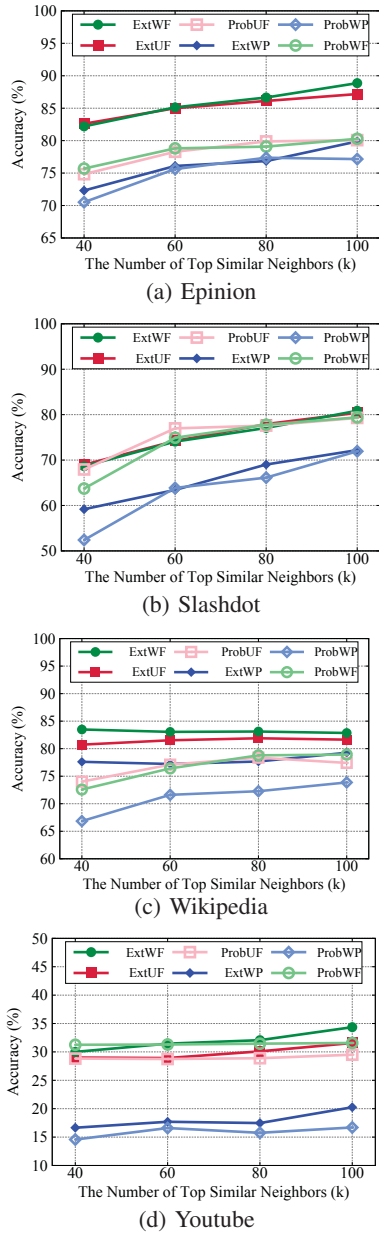 100
95
90
85
80
75
70
65
Accuracy (%)
ExtWF ProbUF ProbWP
ExtUF ExtWP ProbWF
40 60 80 100
The Number of Top Similar Neighbors (k)
(a) Epinion
100
90
80
70
60
50
Accuracy (%)
ExtWF ProbUF ProbWP
ExtUF ExtWP ProbWF
40 60 80 100
The Number of Top Similar Neighbors (k)
(b) Slashdot
100
95
90
85
80
75
70
65
60
Accuracy (%)
ExtWF ProbUF ProbWP
ExtUF ExtWP ProbWF
40 60 80 100
The Number of Top Similar Neighbors (k)
(c) Wikipedia
50
45
40
35
30
25
20
15
10
Accuracy (%)
ExtWF ProbUF ProbWP
ExtUF ExtWP ProbWF
40 60 80 100
The Number of Top Similar Neighbors (k)
(d) Youtube